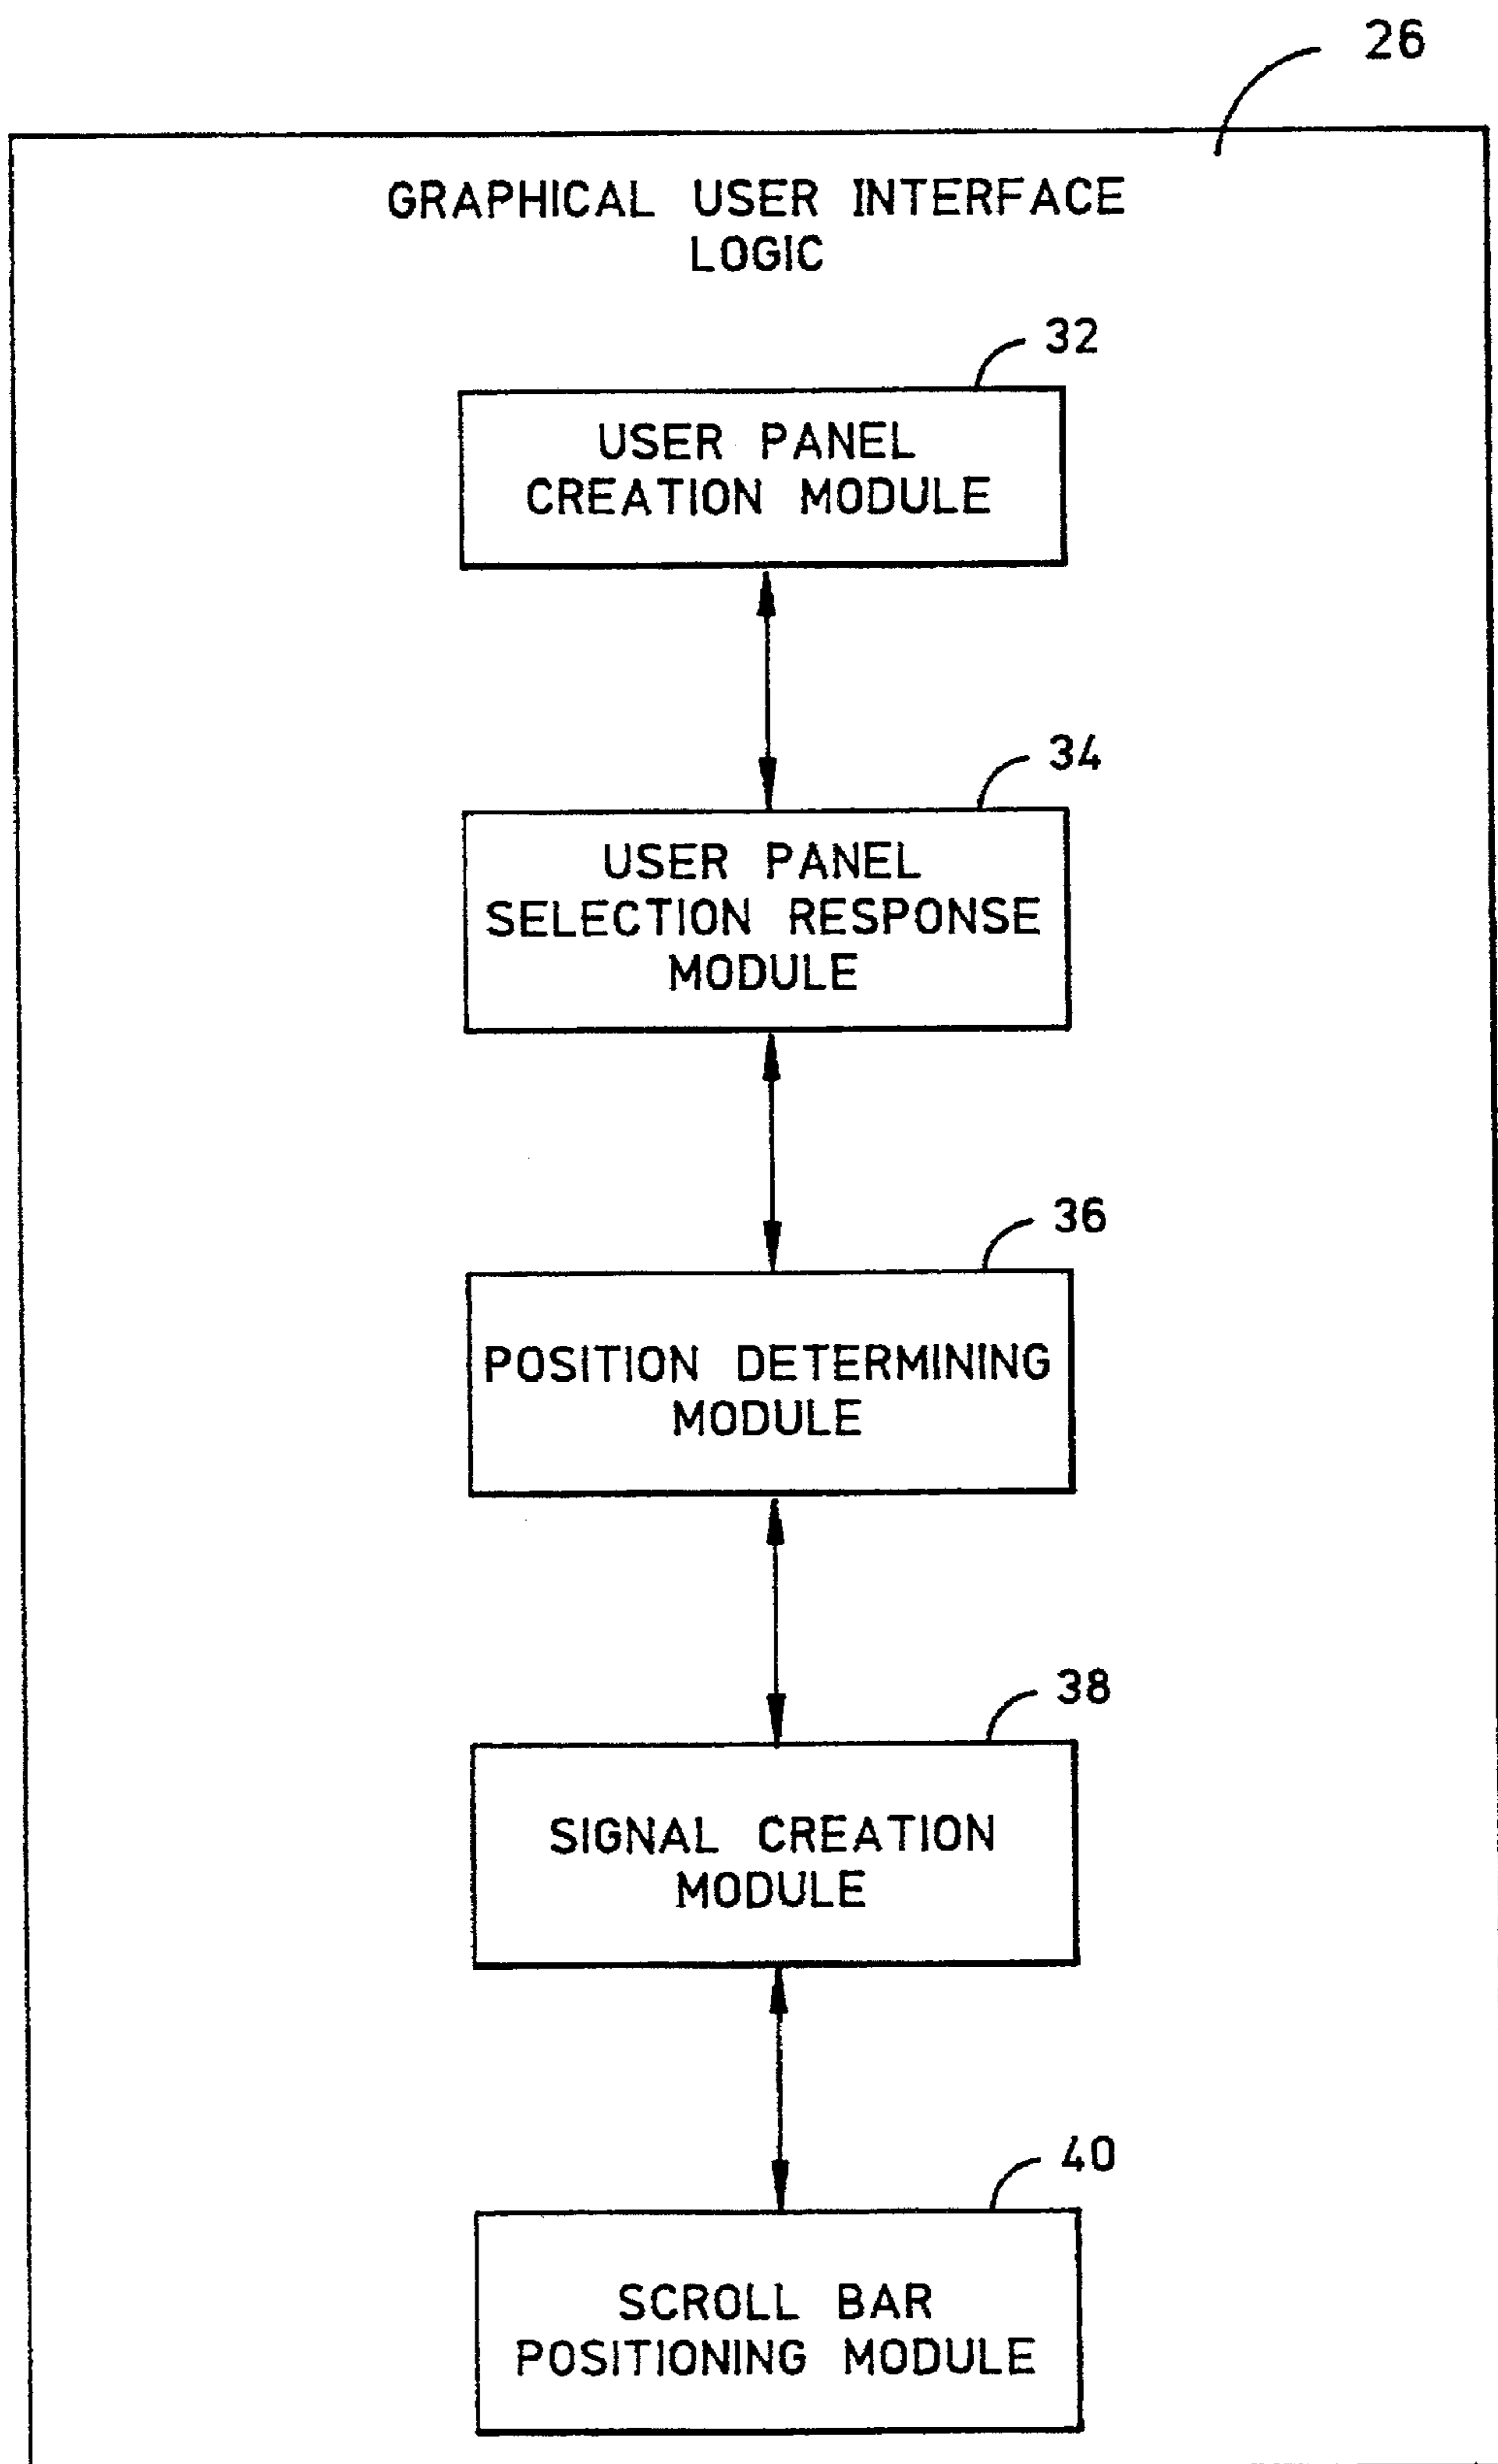 26
GRAPHICAL USER INTERFACE
LOGIC
32
USER PANEL
CREATION MODULE
34
USER PANEL
SELECTION RESPONSE
MODULE
36
POSITION DETERMINING
MODULE
38
SIGNAL CREATION
MODULE
40
SCROLL BAR
POSITIONING MODULE